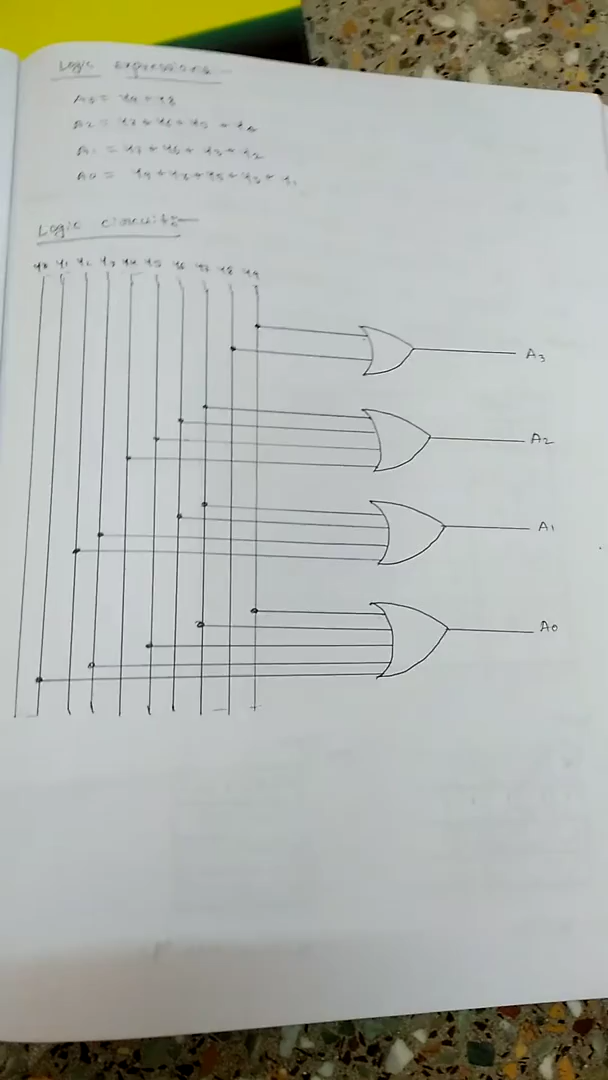 Logic Expressions:-
A3 = Y9 + Y8
A2 = Y7 + Y6 + Y5 + Y4
A1 = Y7 + Y6 + Y3 + Y2
A0 = Y9 + Y7 + Y5 + Y3 + Y1
Logic circuit:-
Y0 Y1 Y2 Y3 Y4 Y5 Y6 Y7 Y8 Y9
A3
A2
A1
A0